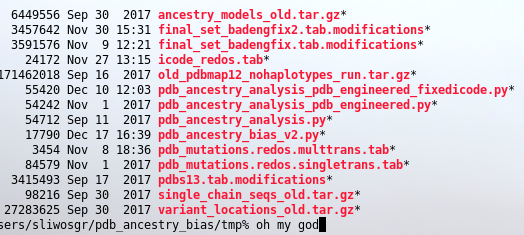 6449556 Sep 30  2017 ancestry_models_old.tar.gz*
3457642 Nov 30 15:31 final_set_badengfix2.tab.modifications*
3591576 Nov  9 12:21 final_set_badengfix.tab.modifications*
24172 Nov 27 13:15 icode_redos.tab*
171462018 Sep 16  2017 old_pdbmap12_nohaplotypes_run.tar.gz*
55420 Dec 10 12:03 pdb_ancestry_analysis_pdb_engineered_fixedicode.py*
54242 Nov  1  2017 pdb_ancestry_analysis_pdb_engineered.py*
54712 Sep 11  2017 pdb_ancestry_analysis.py*
17790 Dec 17 16:39 pdb_ancestry_bias_v2.py*
3454 Nov  8 18:36 pdb_mutations.redos.multtrans.tab*
84579 Nov  1  2017 pdb_mutations.redos.singletrans.tab*
3415493 Sep 17  2017 pdbs13.tab.modifications*
98216 Sep 30  2017 single_chain_seqs_old.tar.gz*
27283625 Sep 30  2017 variant_locations_old.tar.gz*
ers/sliwosgr/pdb_ancestry_bias/tmp% oh my god